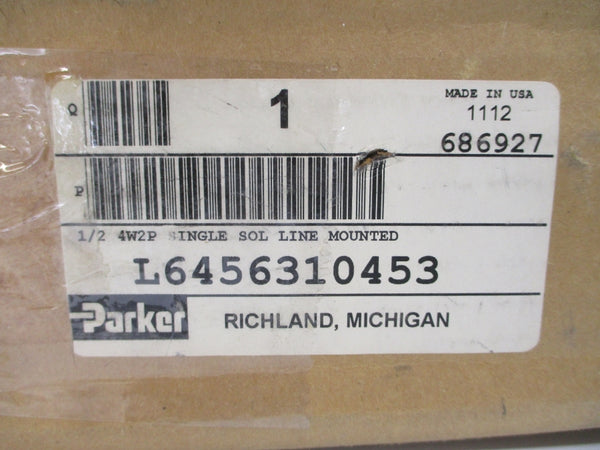 Q
1
MADE IN USA
1112
686927
P
1/2 4W2P SINGLE SOL LINE MOUNTED
L6456310453
Parker
RICHLAND, MICHIGAN